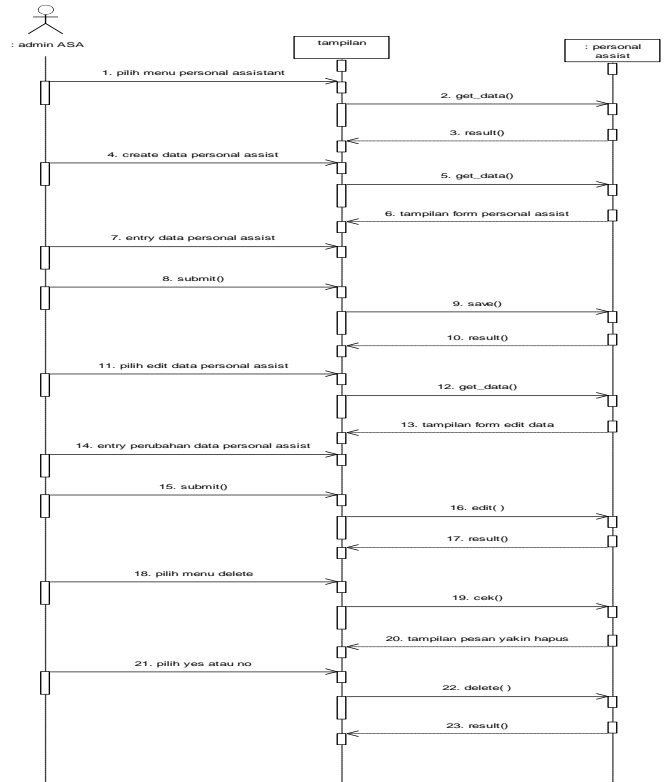 : admin ASA
tampilan
: personal
assist
1. pilih menu personal assistant
2. get_data()
3. result()
4. create data personal assist
5. get_data()
6. tampilan form personal assist
7. entry data personal assist
8. submit()
9. save()
10. result()
11. pilih edit data personal assist
12. get_data()
13. tampilan form edit data
14. entry perubahan data personal assist
15. submit()
16. edit( )
17. result()
18. pilih menu delete
19. cek()
20. tampilan pesan yakin hapus
21. pilih yes atau no
22. delete( )
23. result()